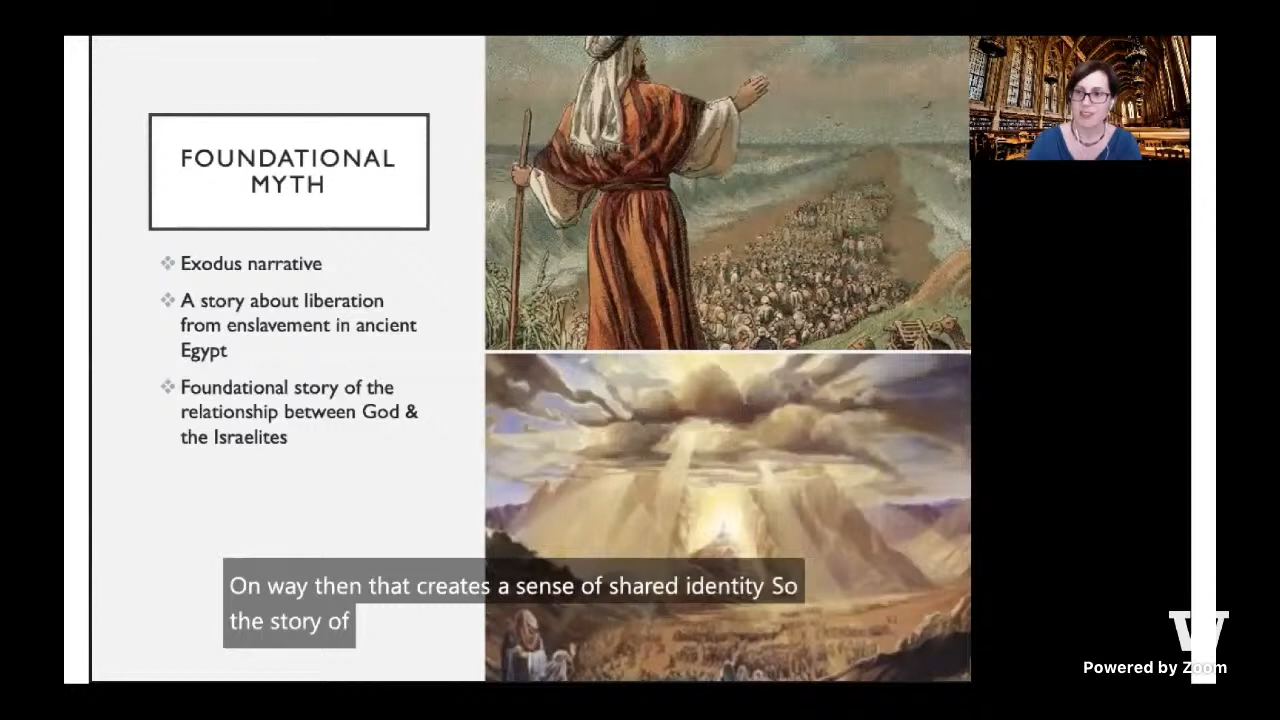 FOUNDATIONAL
MYTH
Exodus narrative
A story about liberation
from enslavement in ancient
Egypt
Foundational story of the
relationship between God &
the Israelites
On way then that creates a sense of shared identity So
the story of
W
Powered by Zoom